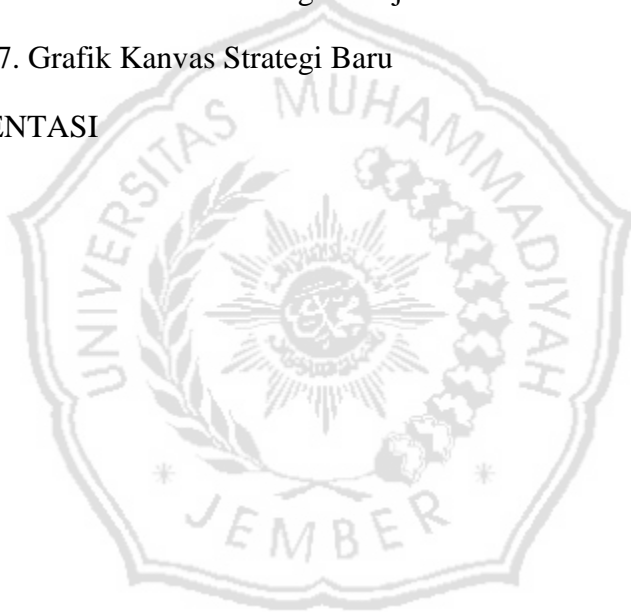 7. Grafik Kanvas Strategi Baru
ENTASI
UNIVERSITAS MUHAMMADIYAH
* JEMBER *